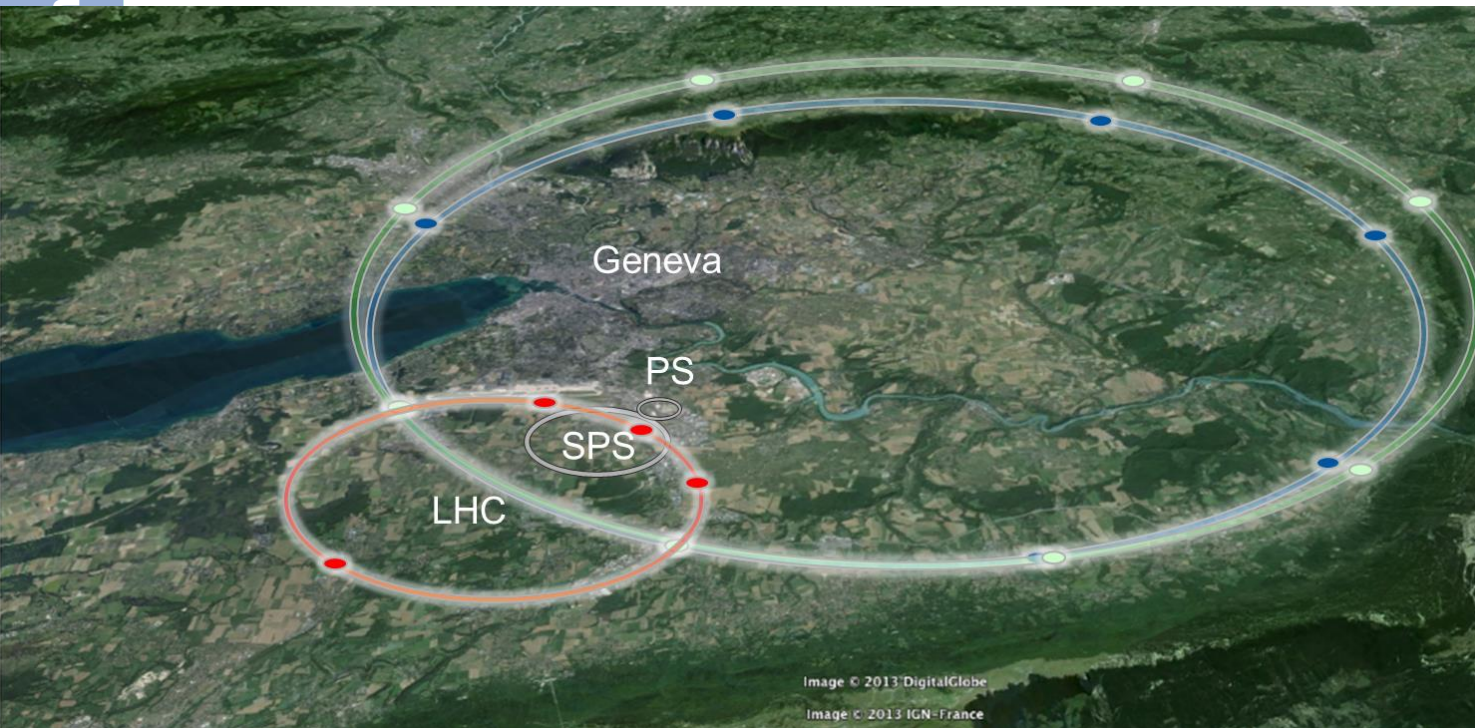 Geneva
PS
SPS
LHC
Image © 2013 DigitalGlobe
Image © 2013 IGN-France